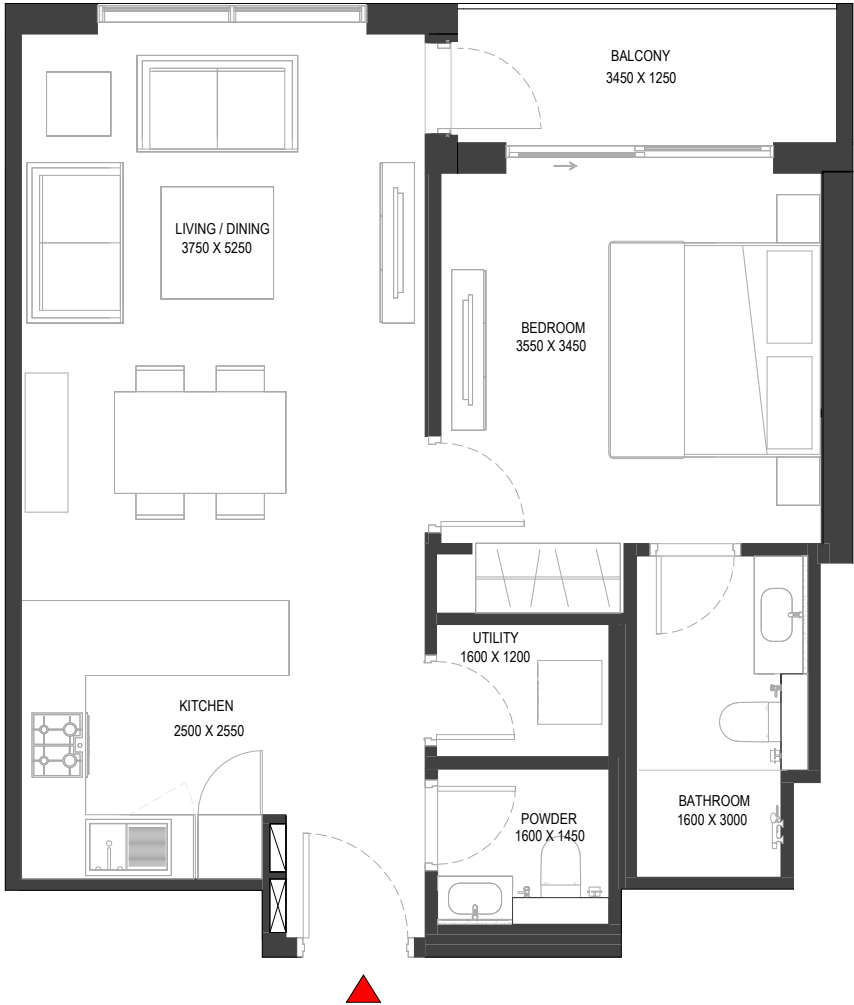 BALCONY
3450 X 1250
LIVING / DINING
3750 X 5250
BEDROOM
3550 X 3450
UTILITY
1600 X 1200
KITCHEN
2500 X 2550
BATHROOM
1600 X 3000
POWDER
1600 X 1450